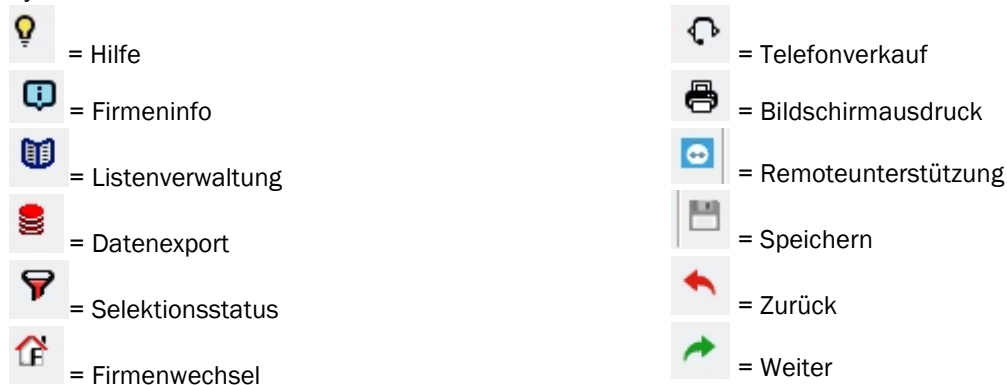 = Hilfe
= Firmeninfo
= Listenverwaltung
= Datenexport
= Selektionsstatus
F
= Firmenwechsel
= Telefonverkauf
= Bildschirmausdruck
= Remoteunterstützung
= Speichern
= Zurück
= Weiter